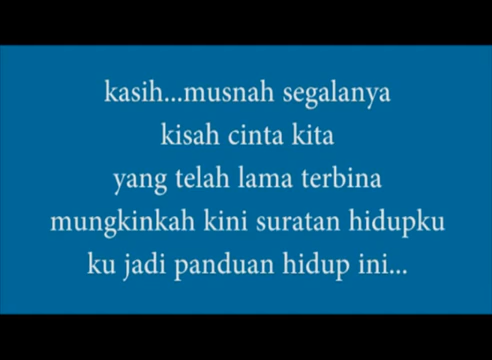 kasih...musnah segalanya
kisah cinta kita
yang telah lama terbina
mungkinkah kini suratan hidupku
ku jadi panduan hidup ini...